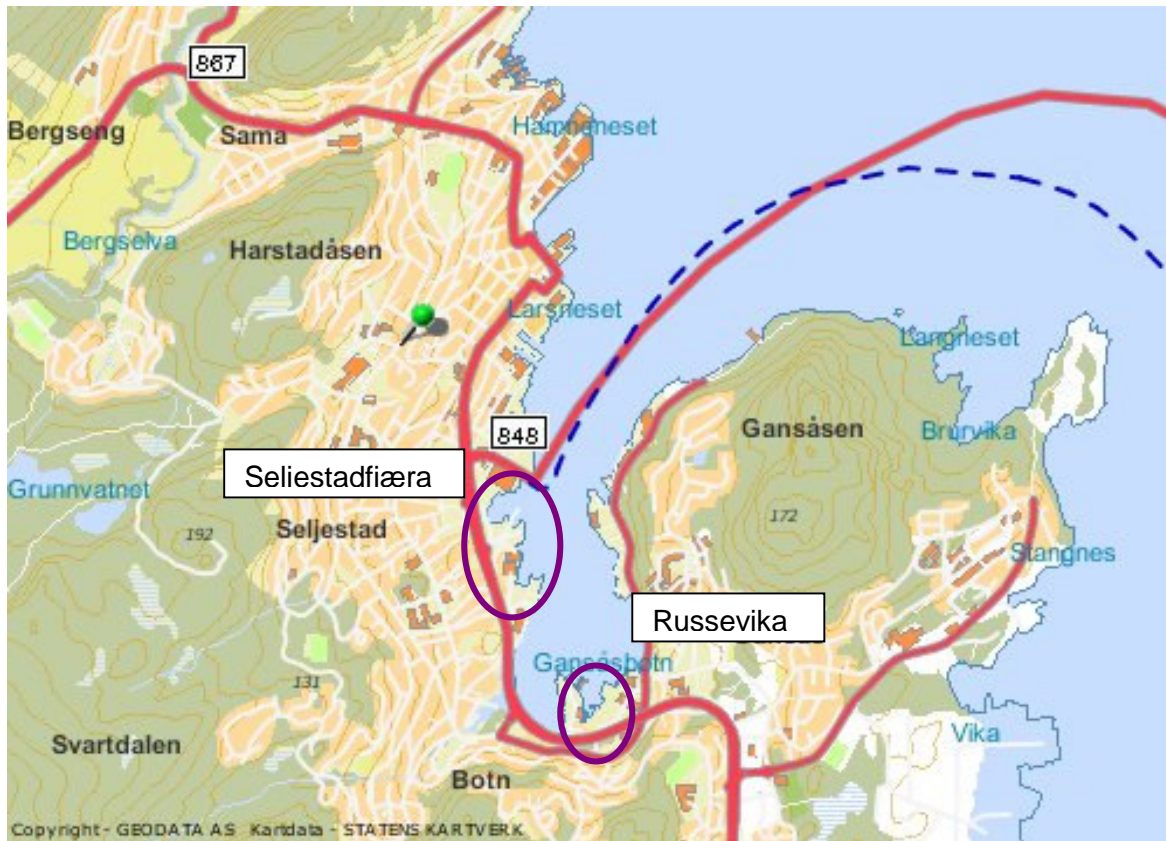 867
Bergseng
Sama
Hamneneset
Bergselva
Harstadåsen
Larsneset
Langneset
848
Gansåsen
Brurvika
Seliestadfiæra
Grunnvatnet
192
Seljestad
172
Stangnes
Russevika
Gansåsbotn
131
Svartdalen
Vika
Botn
Copyright - GEODATA AS Kartdata - STATENS KARTVERK